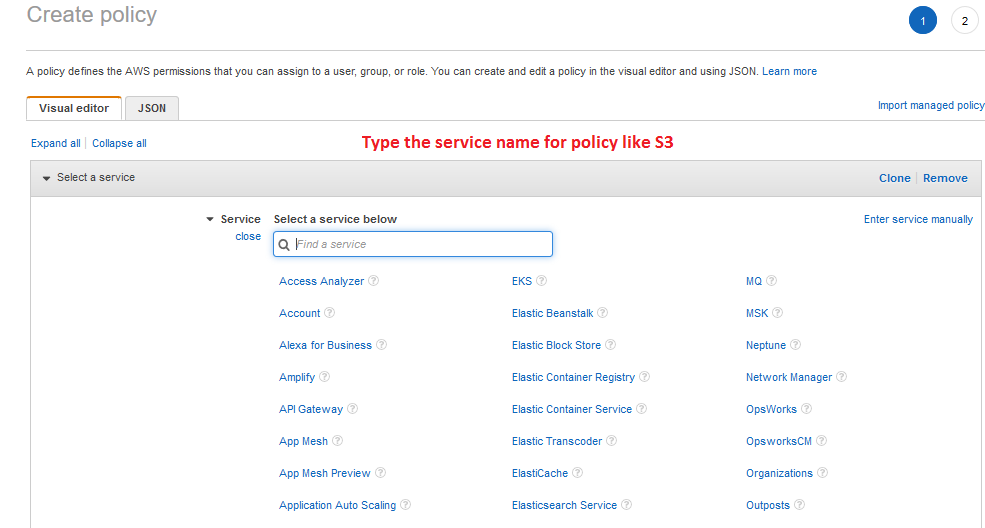 Create policy
1
2
A policy defines the AWS permissions that you can assign to a user, group, or role. You can create and edit a policy in the visual editor and using JSON. Learn more
Visual editor
JSON
Import managed policy
Expand all
Collapse all
Type the service name for policy like S3
Select a service
Clone
Remove
Service
Select a service below
Enter service manually
close
Find a service
Access Analyzer ?
EKS ?
MQ ?
Account ?
Elastic Beanstalk ?
MSK ?
Alexa for Business ?
Elastic Block Store ?
Neptune ?
Amplify ?
Elastic Container Registry ?
Network Manager ?
API Gateway ?
Elastic Container Service ?
OpsWorks ?
App Mesh ?
Elastic Transcoder ?
OpsworksCM ?
App Mesh Preview ?
ElastiCache ?
Organizations ?
Application Auto Scaling ?
Elasticsearch Service ?
Outposts ?